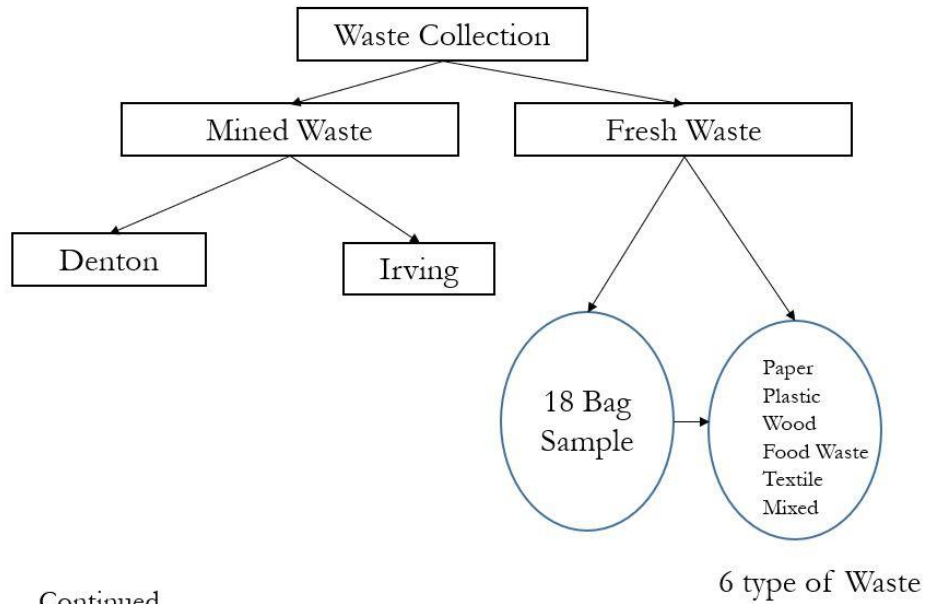 Waste Collection
Mined Waste
Fresh Waste
Denton
Irving
18 Bag
Sample
Paper
Plastic
Wood
Food Waste
Textile
Mixed
6 type of Waste
Continued